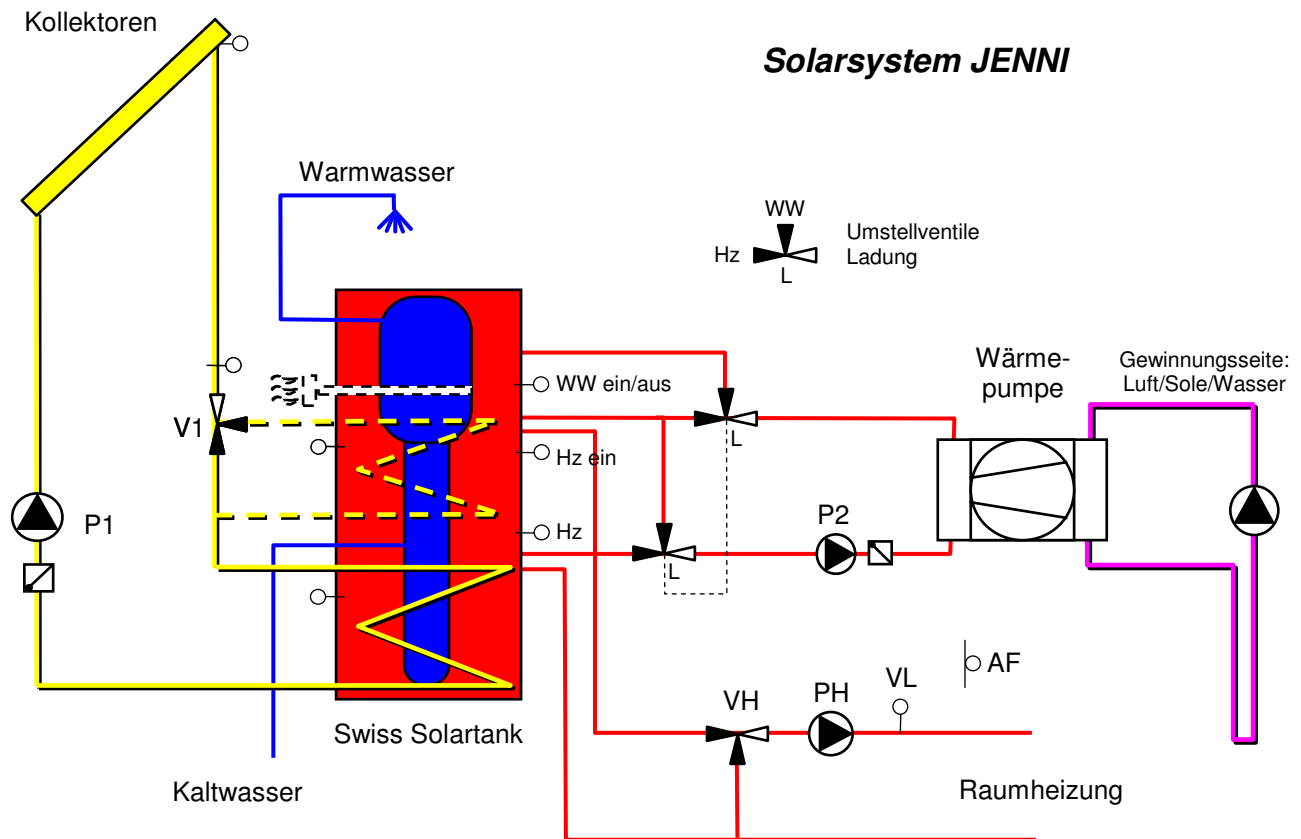 Kollektoren
Solarsystem JENNI
Warmwasser
WW
Hz
L
Umstellventile
Ladung
Wärme-
pumpe
Gewinnungsseite:
Luft/Sole/Wasser
WW ein/aus
V1
L
Hz ein
P1
P2
Hz
L
AF
VL
PH
VH
Swiss Solartank
Kaltwasser
Raumheizung